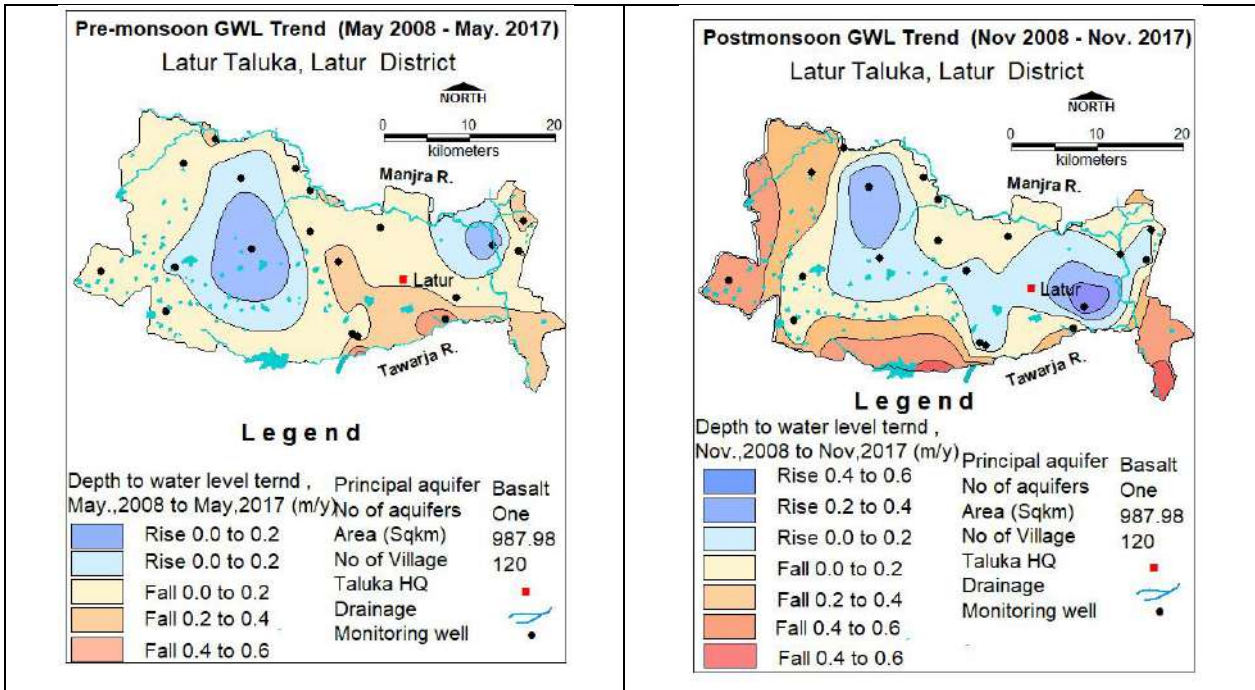 Pre-monsoon GWL Trend (May 2008 - May. 2017)
Latur Taluka, Latur District
NORTH
0 10 20
kilometers
Manjra R.
Latur
Tawarja R.
Legend
Depth to water level ternd ,
May.,2008 to May,2017 (m/y)
Rise 0.0 to 0.2
Rise 0.0 to 0.2
Fall 0.0 to 0.2
Fall 0.2 to 0.4
Fall 0.4 to 0.6
Principal aquifer Basalt
No of aquifers One
Area (Sqkm) 987.98
No of Village 120
Taluka HQ
Drainage
Monitoring well
Postmonsoon GWL Trend (Nov 2008 - Nov. 2017)
Latur Taluka, Latur District
NORTH
0 10 20
kilometers
Manjra R.
Latur
Tawarja R.
Legend
Depth to water level ternd ,
Nov.,2008 to Nov,2017 (m/y)
Rise 0.4 to 0.6
Rise 0.2 to 0.4
Rise 0.0 to 0.2
Fall 0.0 to 0.2
Fall 0.2 to 0.4
Fall 0.4 to 0.6
Fall 0.4 to 0.6
Principal aquifer Basalt
No of aquifers One
Area (Sqkm) 987.98
No of Village 120
Taluka HQ
Drainage
Monitoring well